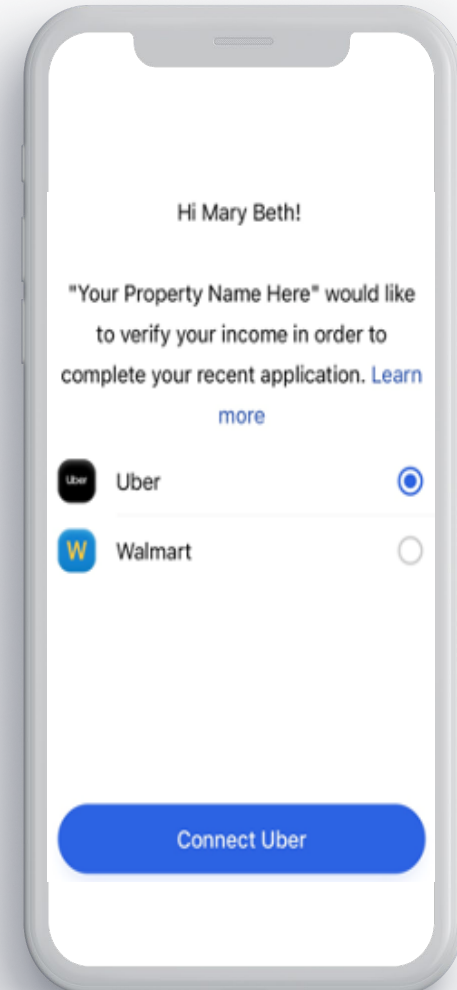 Hi Mary Beth!
"Your Property Name Here" would like
to verify your income in order to
complete your recent application. Learn
more
Uber
Uber
W
Walmart
Connect Uber